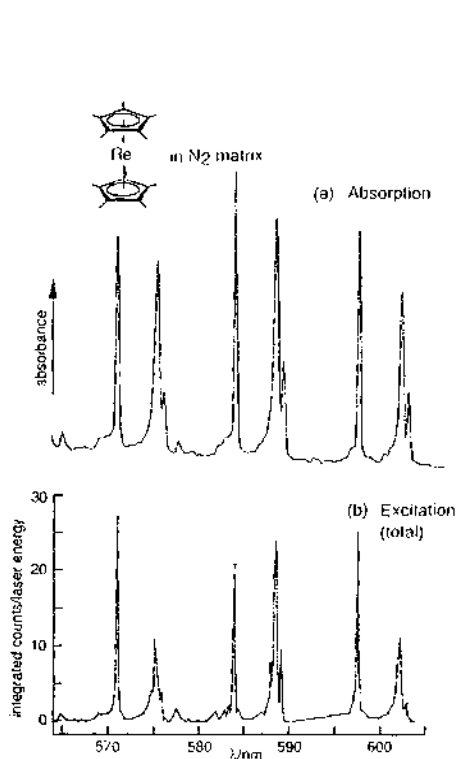 Re
in N2 matrix
(a) Absorption
absorbance
(b) Excitation
(total)
integrated counts/laser energy
30
20
10
0
570 580 590 600
λ/nm